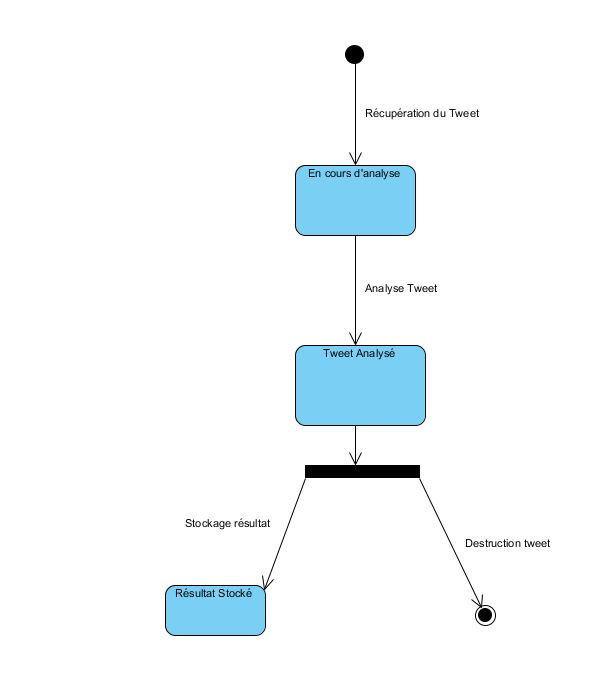 Récupération du Tweet
En cours d'analyse
Analyse Tweet
Tweet Analysé
Stockage résultat
Destruction tweet
Résultat Stocké